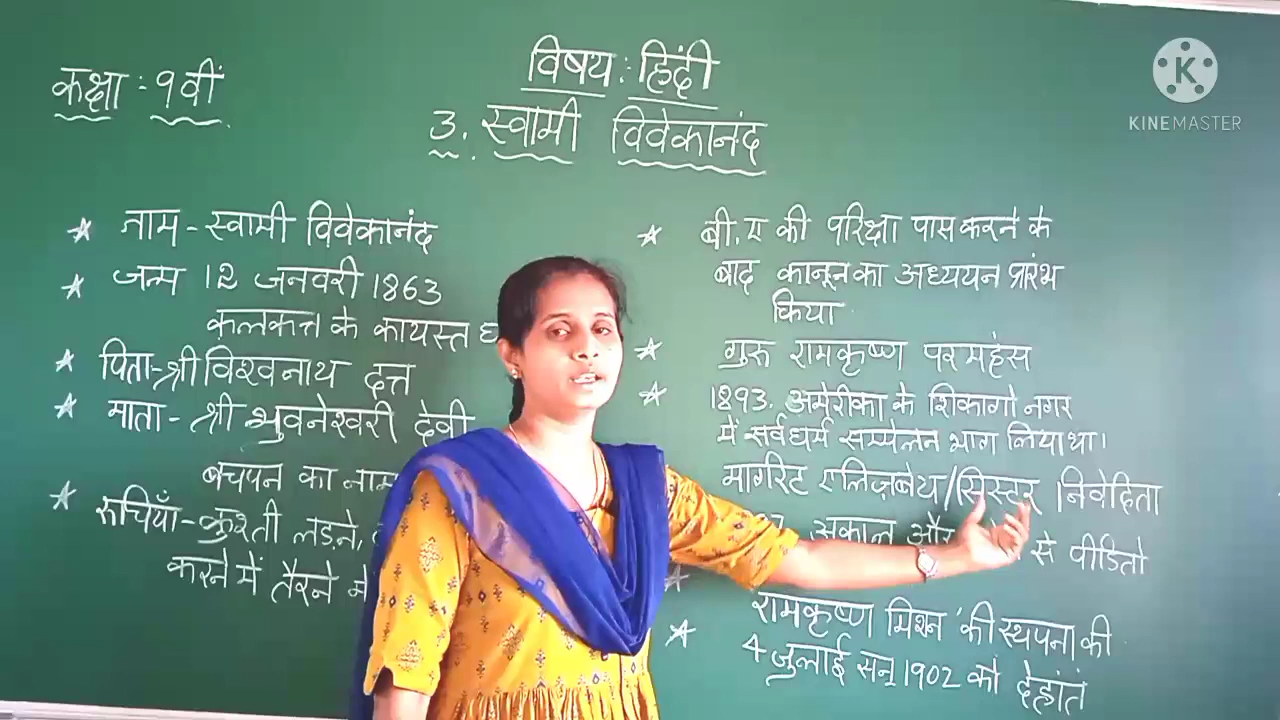 कक्षा : ९वीं
विषय : हिंदी
3. स्वामी विवेकानंद
KINEMASTER
नाम - स्वामी विवेकानंद
जन्म 12 जनवरी 1863
कलकत्त के कायस्त
पिता - श्री विश्वनाथ दत्त
माता - श्री भुवनेश्वरी देवी
बचपन का नाम
रूचियाँ - कुश्ती लड़ने,
करने में तैरने में
बी.ए की परिक्षा पास करने के
बाद कानून का अध्ययन प्रारंभ
किया
गुरू रामकृष्ण परमहंस
1893. अमेरीका के शिकागो नगर
में सर्वधर्म सम्मेलन भाग लिया था।
मार्गरिट एलिज़बेथ/सिस्टर निवेदिता
अकाल और से पीडितो
रामकृष्ण मिशन की स्थपना की
4 जुलाई सन् 1902 को देहांत